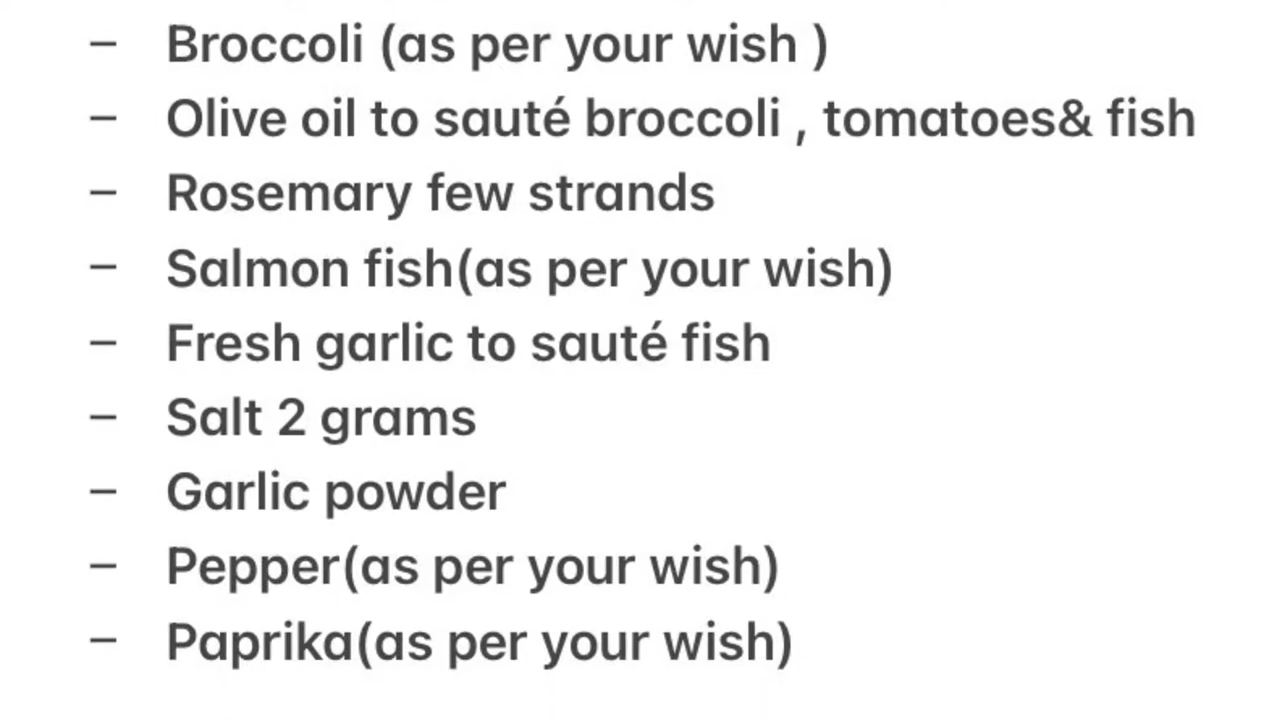 – Broccoli (as per your wish )
– Olive oil to sauté broccoli , tomatoes& fish
– Rosemary few strands
– Salmon fish(as per your wish)
– Fresh garlic to sauté fish
– Salt 2 grams
– Garlic powder
– Pepper(as per your wish)
– Paprika(as per your wish)